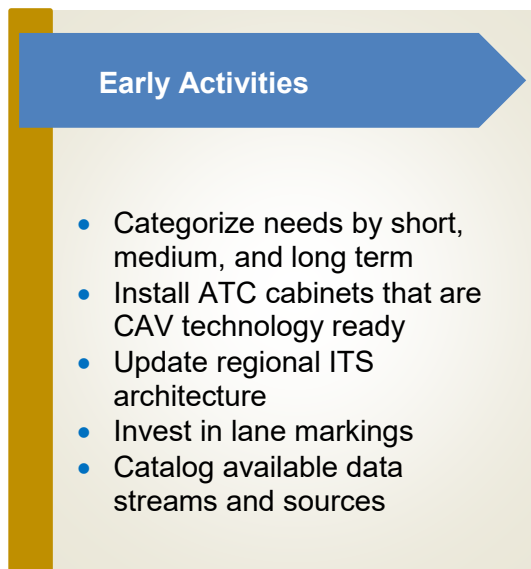 Early Activities
• Categorize needs by short,
medium, and long term
• Install ATC cabinets that are
CAV technology ready
• Update regional ITS
architecture
• Invest in lane markings
• Catalog available data
streams and sources